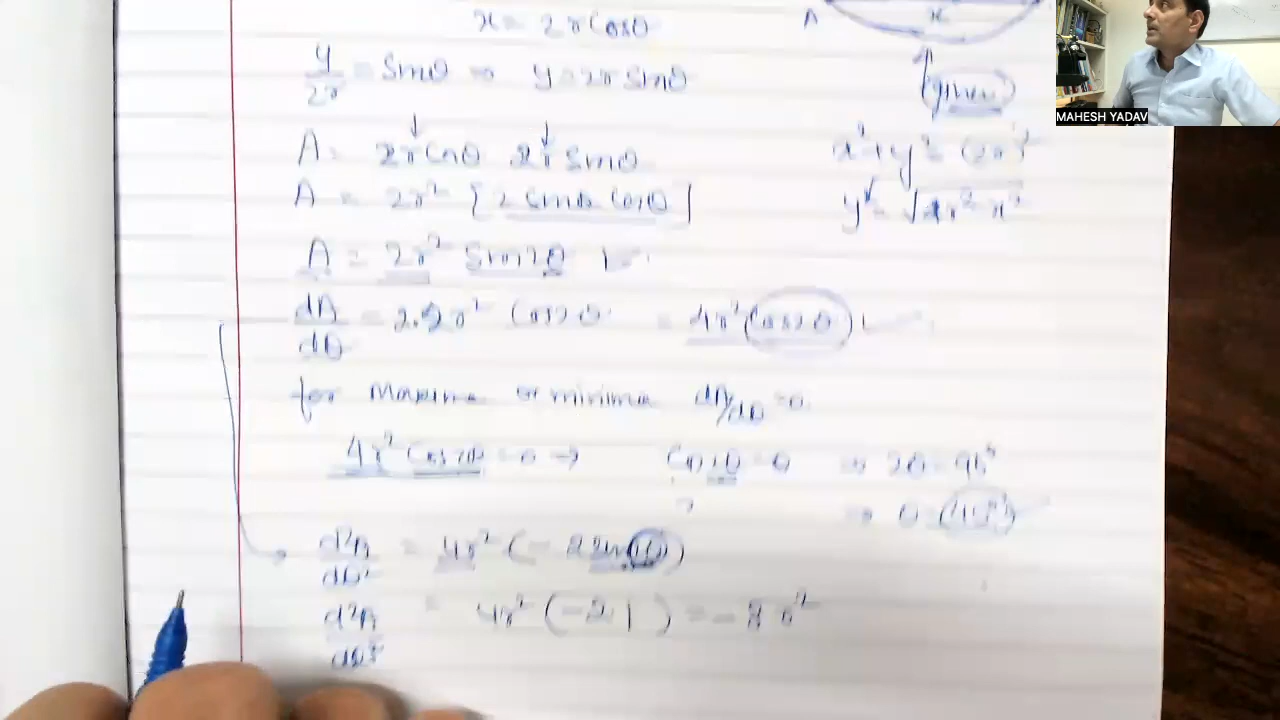 x = 2r Cosθ
A
x
y/2r = Sinθ ⇒ y = 2r Sinθ
(given)
MAHESH YADAV
A = 2r Cosθ . 2r Sinθ
x² + y² = (2r)²
A = 2r² [2 Sinθ Cosθ]
y = √4r² - x²
A = 2r² Sin2θ
dA/dθ = 2.2r² Cos2θ = 4r² (Cos2θ)
for Maxima or minima dA/dθ = 0
4r² Cos2θ = 0 → Cos2θ = 0 ⇒ 2θ = 90°
⇒ θ = (45°)
d²A/dθ² = 4r² (- 2 Sin2θ)
d²A/dθ² = 4r² (-2.1) = - 8r²